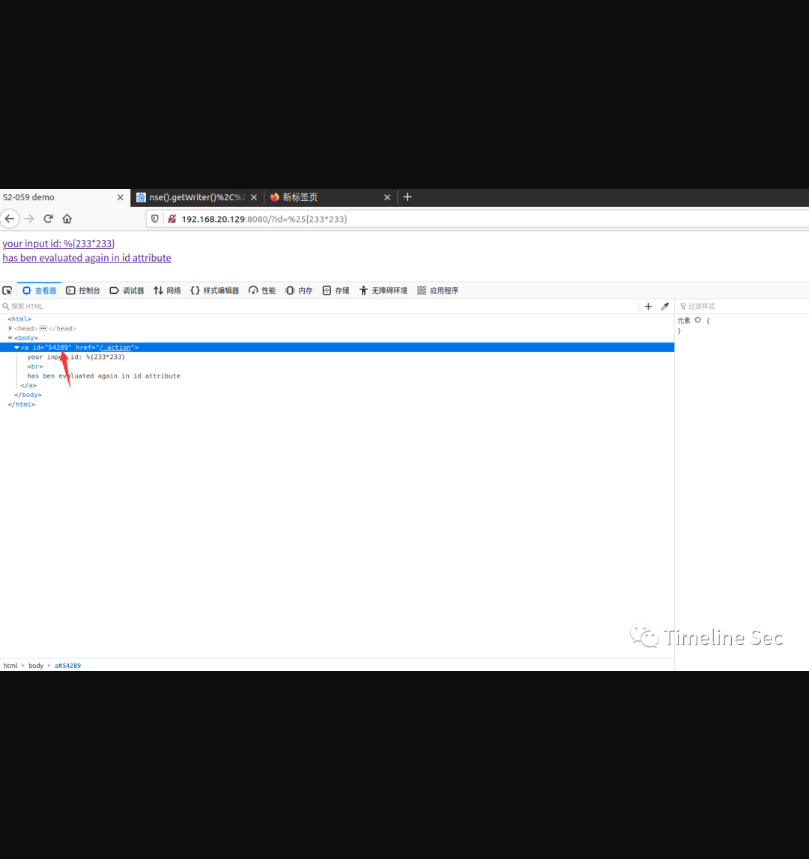 S2-059 demo
nse().getWriter()%2C%2
新标签页
192.168.20.129:8080/?id=%25{233*233}
your input id: %{233*233}
has ben evaluated again in id attribute
查看器 控制台 调试器 网络 {} 样式编辑器 性能 内存 存储 无障碍环境 应用程序
搜索 HTML
过滤样式
<html>
元素 {
<head> </head>
}
<body>
<a id="54289" href="/.action">
your input id: %{233*233}
<br>
has ben evaluated again in id attribute
</a>
</body>
</html>
Timeline Sec
html > body > a#54289